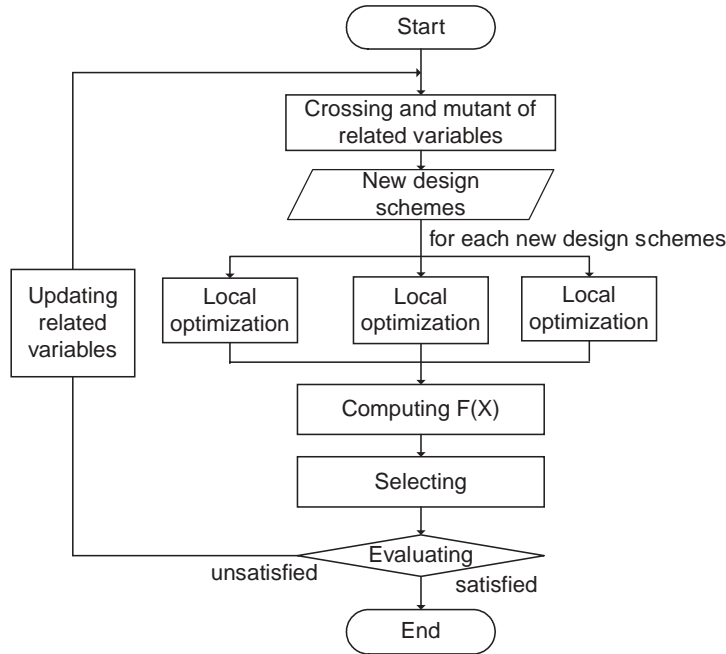 Start
Crossing and mutant of
related variables
New design
schemes
for each new design schemes
Updating
related
variables
Local
optimization
Local
optimization
Local
optimization
Computing F(X)
Selecting
Evaluating
unsatisfied
satisfied
End